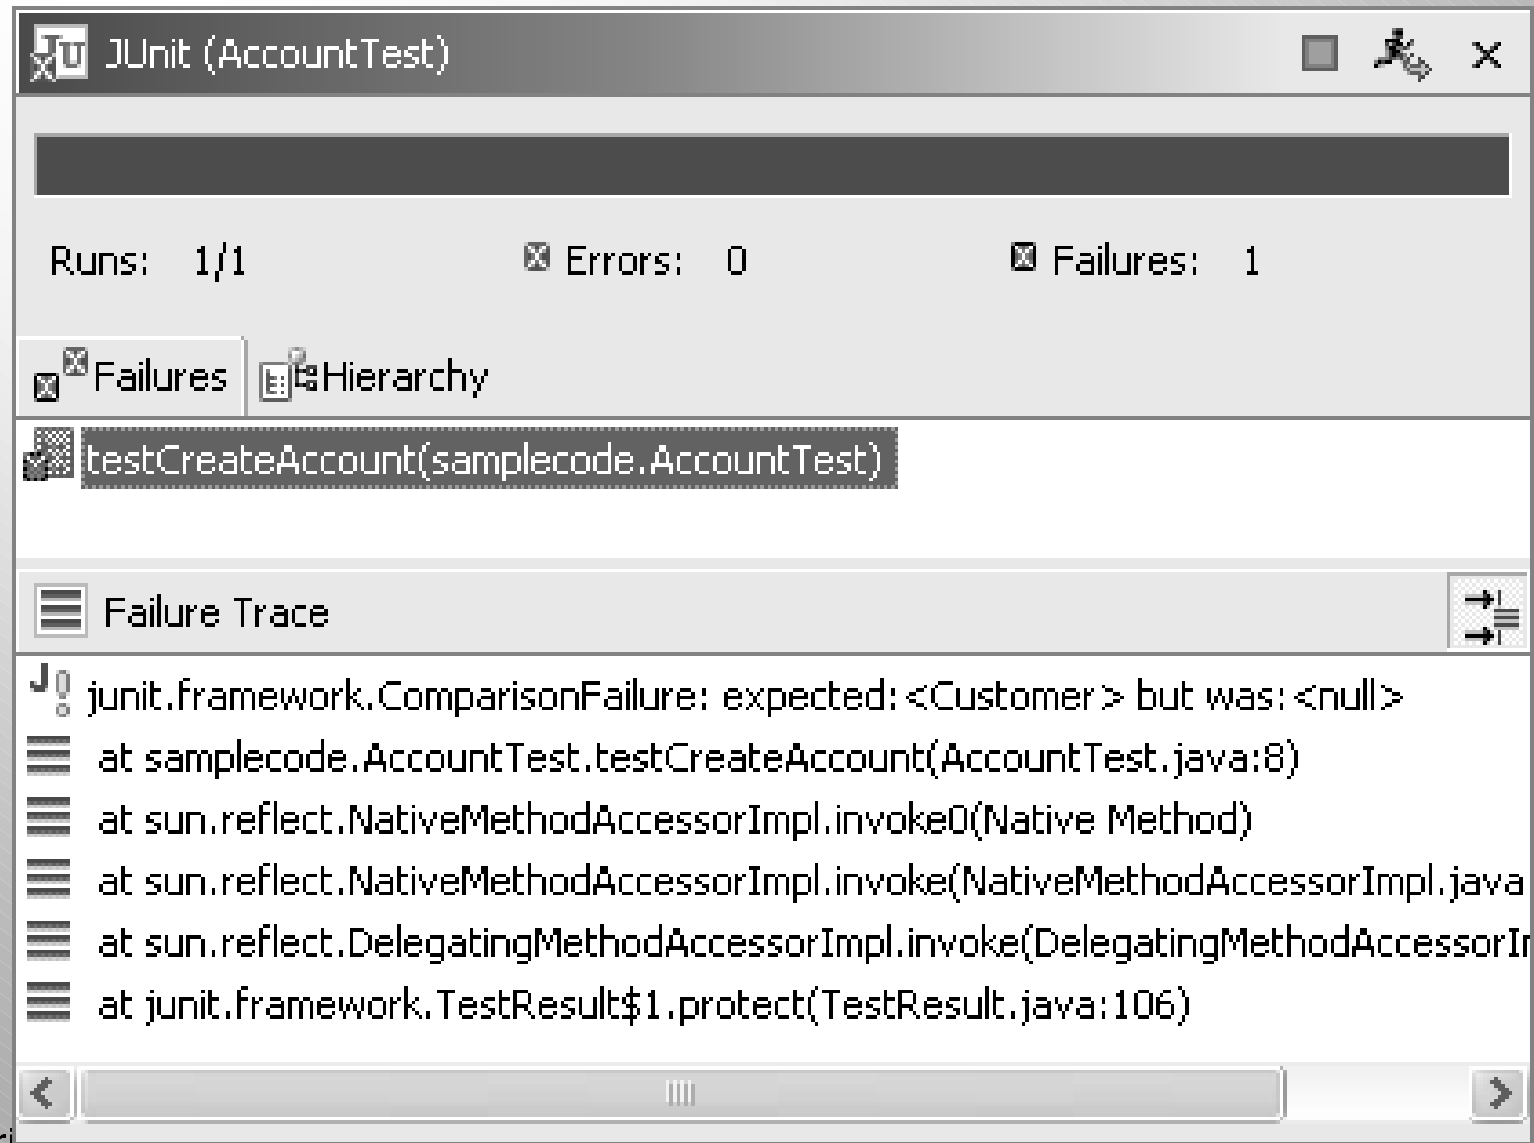 JU JUnit (AccountTest)
Runs: 1/1 Errors: 0 Failures: 1
Failures Hierarchy
testCreateAccount(samplecode.AccountTest)
Failure Trace
junit.framework.ComparisonFailure: expected:<Customer> but was:<null>
at samplecode.AccountTest.testCreateAccount(AccountTest.java:8)
at sun.reflect.NativeMethodAccessorImpl.invoke0(Native Method)
at sun.reflect.NativeMethodAccessorImpl.invoke(NativeMethodAccessorImpl.java
at sun.reflect.DelegatingMethodAccessorImpl.invoke(DelegatingMethodAccessorI
at junit.framework.TestResult$1.protect(TestResult.java:106)